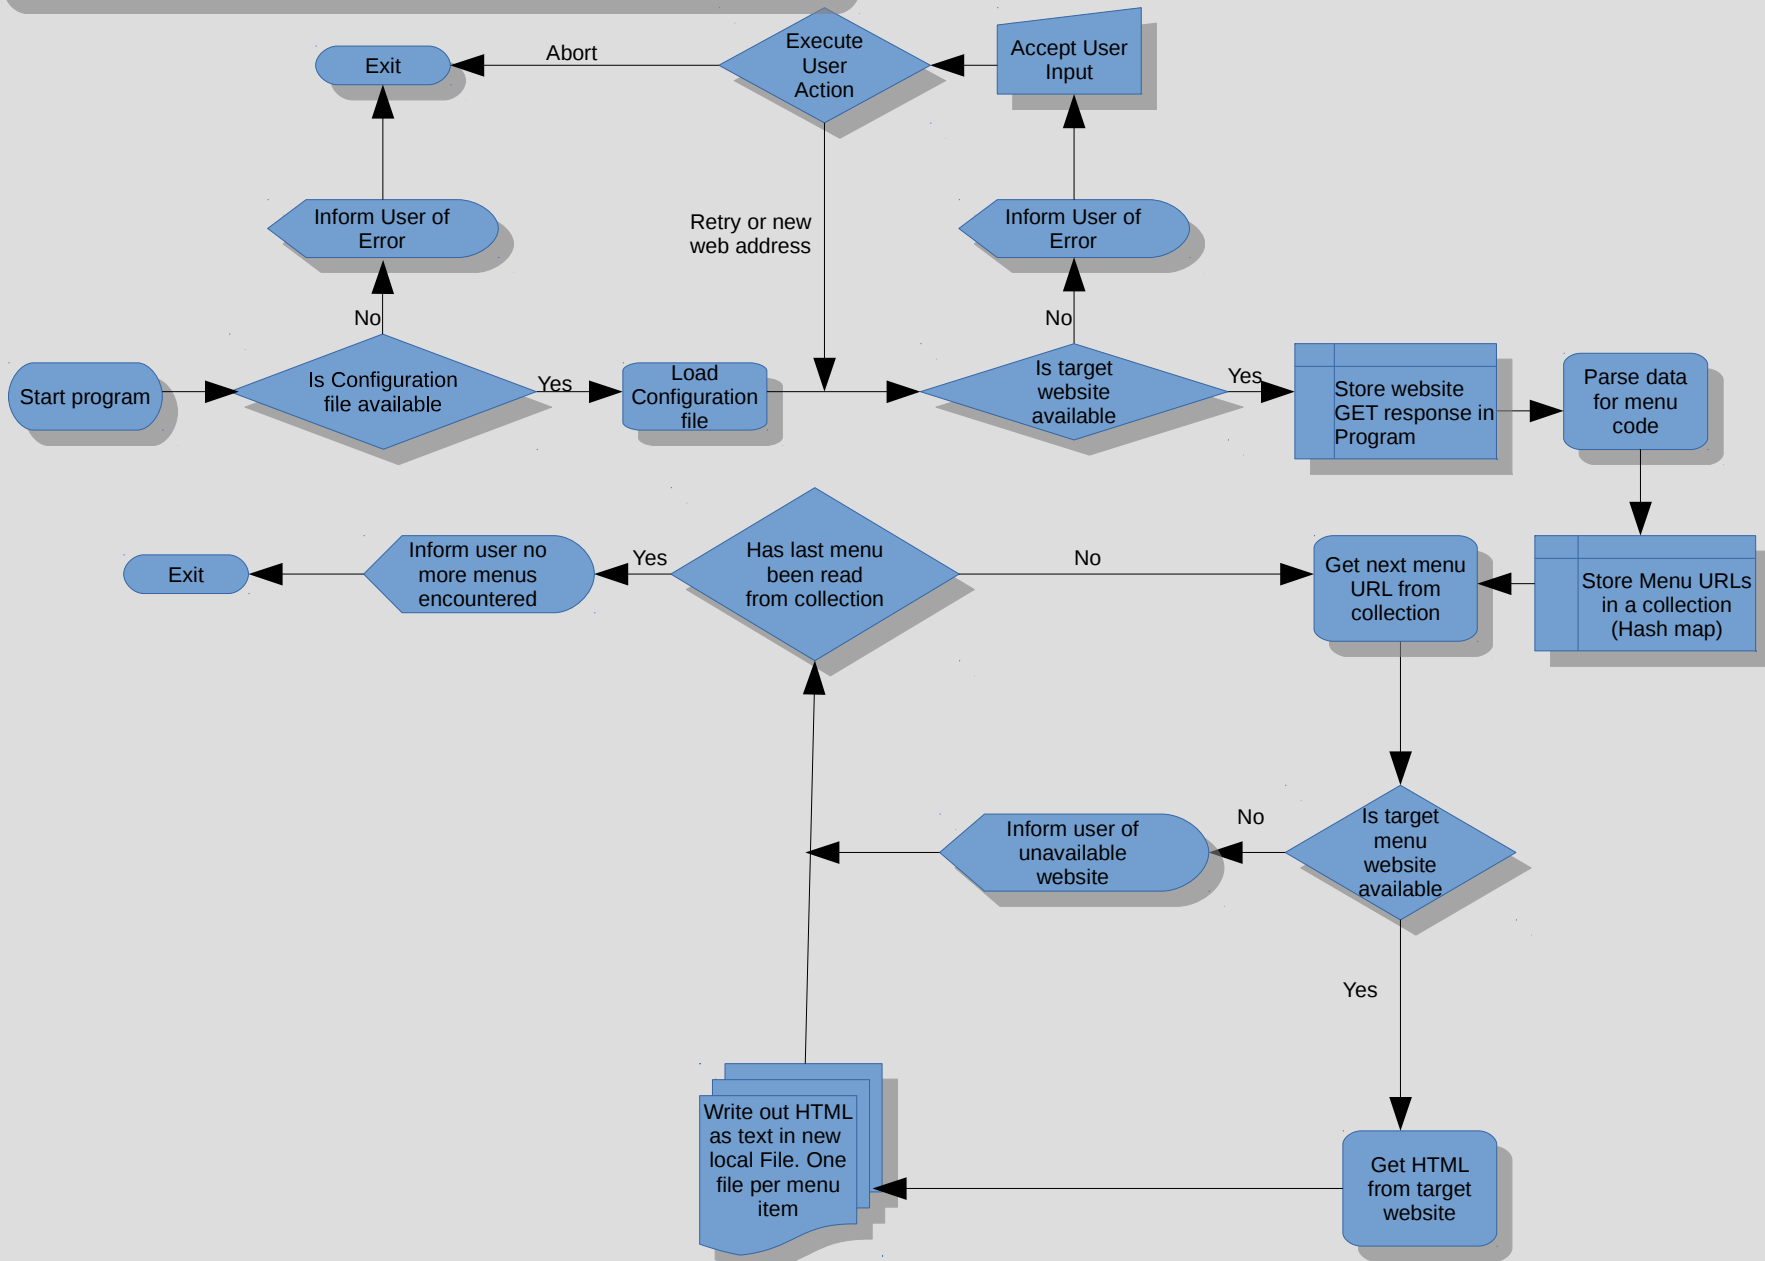 Execute
User
Action
Accept User
Input
Abort
Exit
Inform User of
Error
Retry or new
web address
Inform User of
Error
No
No
Start program
Is Configuration
file available
Yes
Load
Configuration
file
Is target
website
available
Yes
Store website
GET response in
Program
Parse data
for menu
code
Exit
Inform user no
more menus
encountered
Yes
Has last menu
been read
from collection
No
Get next menu
URL from
collection
Store Menu URLs
in a collection
(Hash map)
Inform user of
unavailable
website
No
Is target
menu
website
available
Yes
Write out HTML
as text in new
local File. One
file per menu
item
Get HTML
from target
website